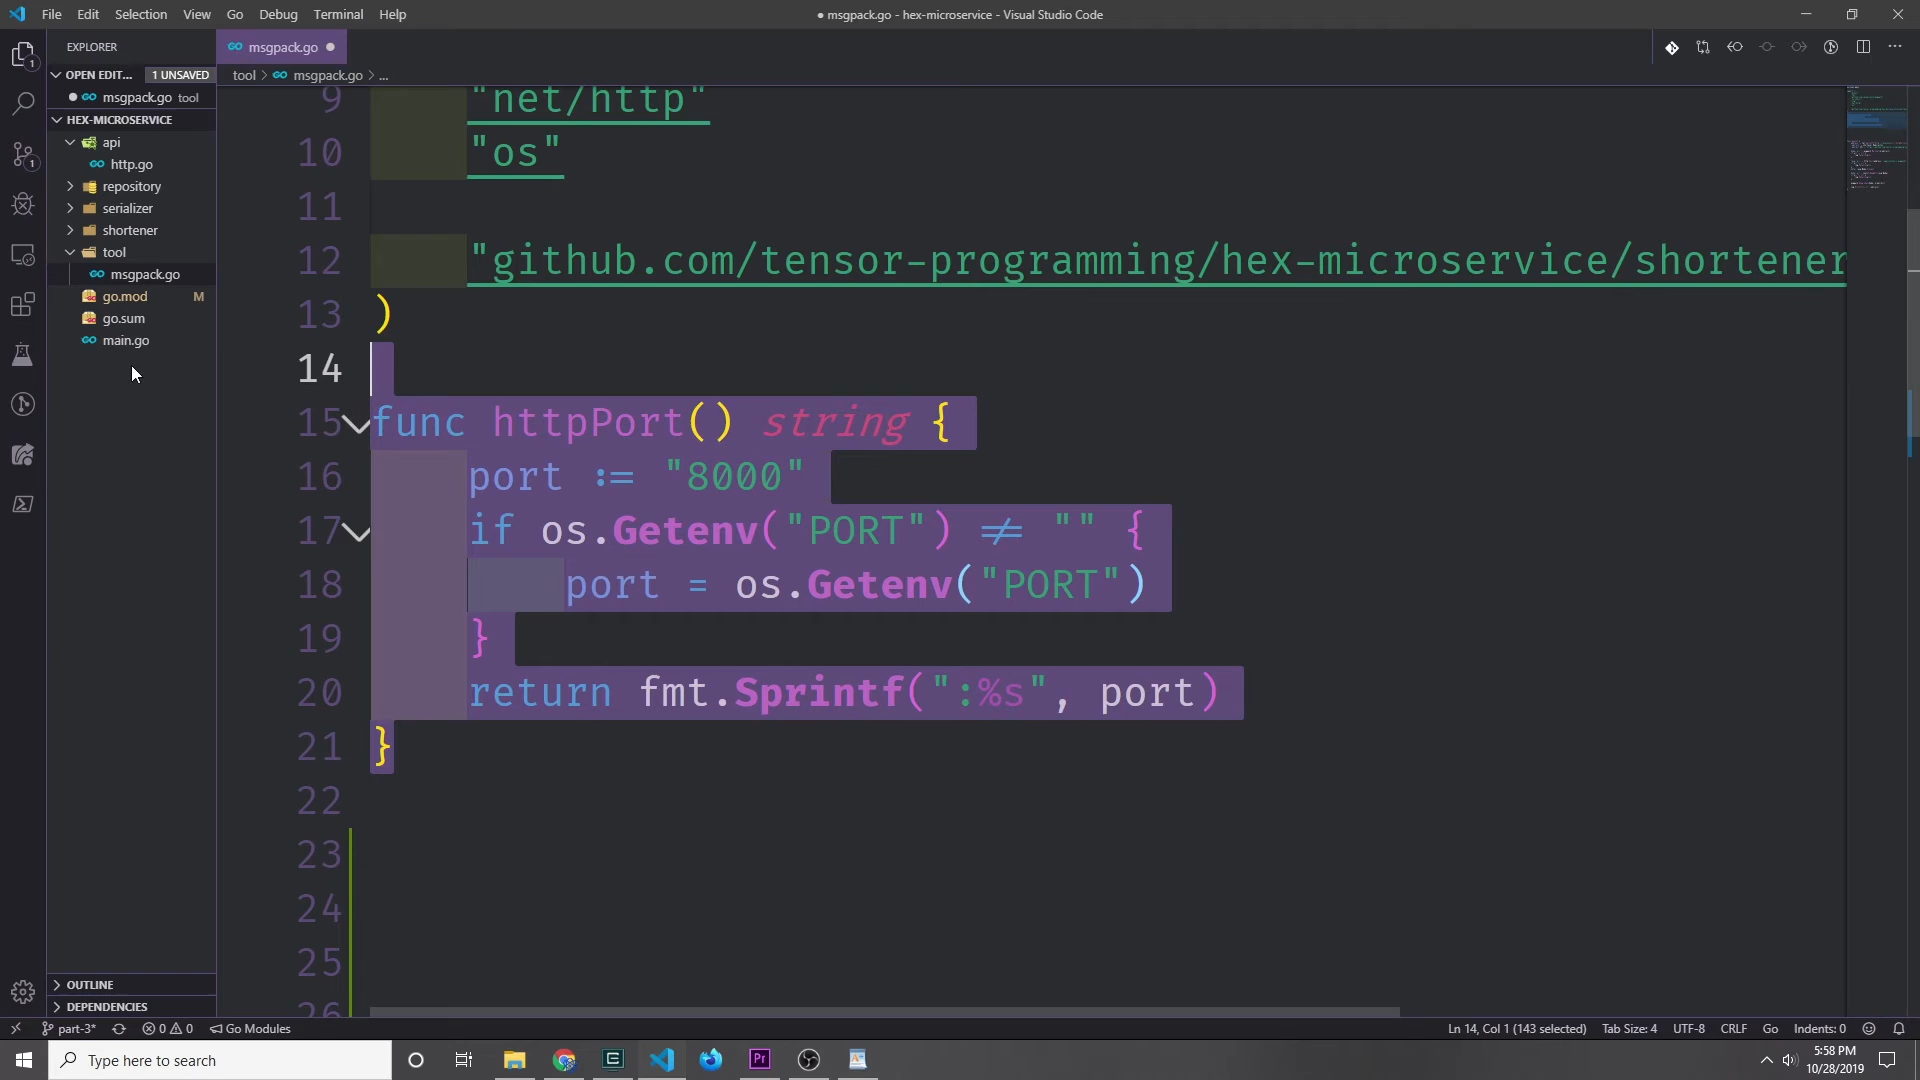 File Edit Selection View Go Debug Terminal Help
● msgpack.go - hex-microservice - Visual Studio Code
EXPLORER
OPEN EDIT... 1 UNSAVED
msgpack.go tool
HEX-MICROSERVICE
api
http.go
repository
serializer
shortener
tool
msgpack.go
go.mod M
go.sum
main.go
OUTLINE
DEPENDENCIES
1
1
msgpack.go
tool > msgpack.go > ...
9 "net/http"
10 "os"
11
12 "github.com/tensor-programming/hex-microservice/shortener
13 )
14
15 func httpPort() string {
16 port := "8000"
17 if os.Getenv("PORT") != "" {
18 port = os.Getenv("PORT")
19 }
20 return fmt.Sprintf(":%s", port)
21 }
22
23
24
25
26
part-3* 0 0 Go Modules
Ln 14, Col 1 (143 selected) Tab Size: 4 UTF-8 CRLF Go Indents: 0
Type here to search
Pr
5:58 PM
10/28/2019